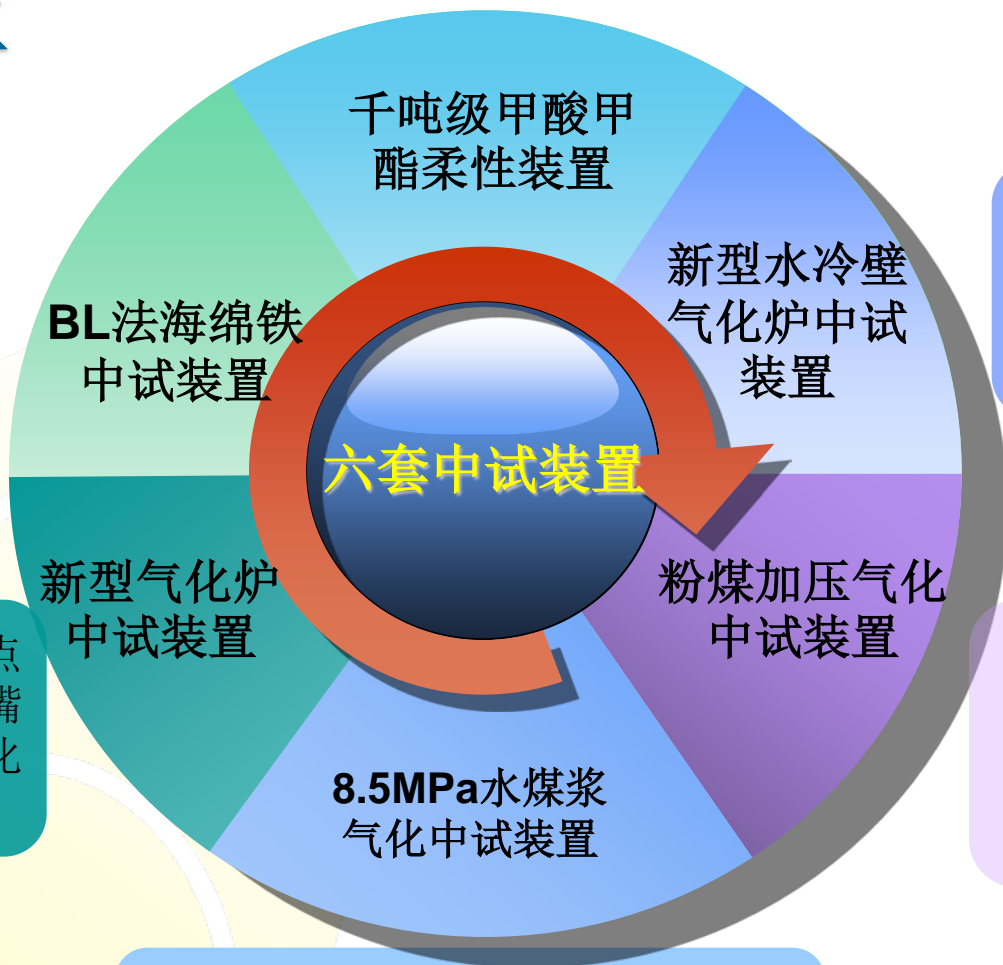 千吨级甲酸甲
酯柔性装置
新型水冷壁
气化炉中试
装置
BL法海绵铁
中试装置
六套中试装置
新型气化炉
中试装置
粉煤加压气化
中试装置
点
嘴
化
8.5MPa水煤浆
气化中试装置